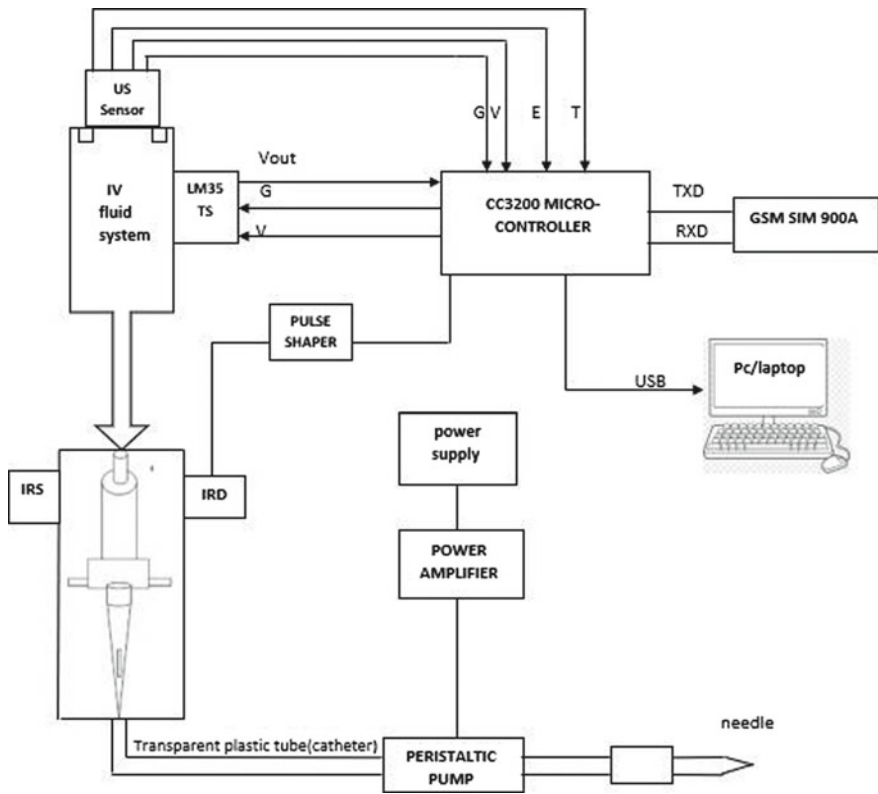 US
Sensor
G V E T
IV
fluid
system
LM35
TS
Vout
G
V
CC3200 MICRO-
CONTROLLER
TXD
RXD
GSM SIM 900A
PULSE
SHAPER
USB
Pc/laptop
power
supply
IRS
IRD
POWER
AMPLIFIER
Transparent plastic tube(catheter)
PERISTALTIC
PUMP
needle